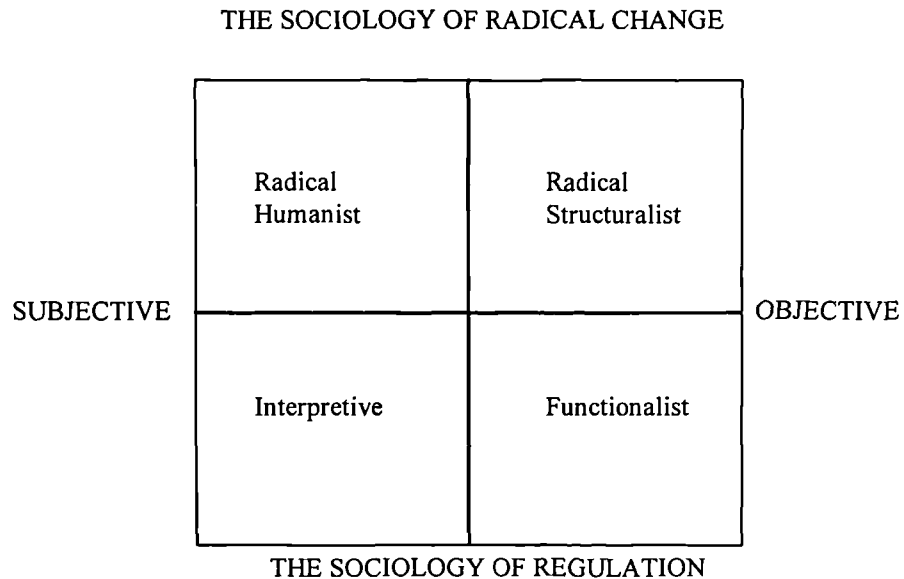 THE SOCIOLOGY OF RADICAL CHANGE
Radical
Humanist
Radical
Structuralist
SUBJECTIVE
OBJECTIVE
Interpretive
Functionalist
THE SOCIOLOGY OF REGULATION